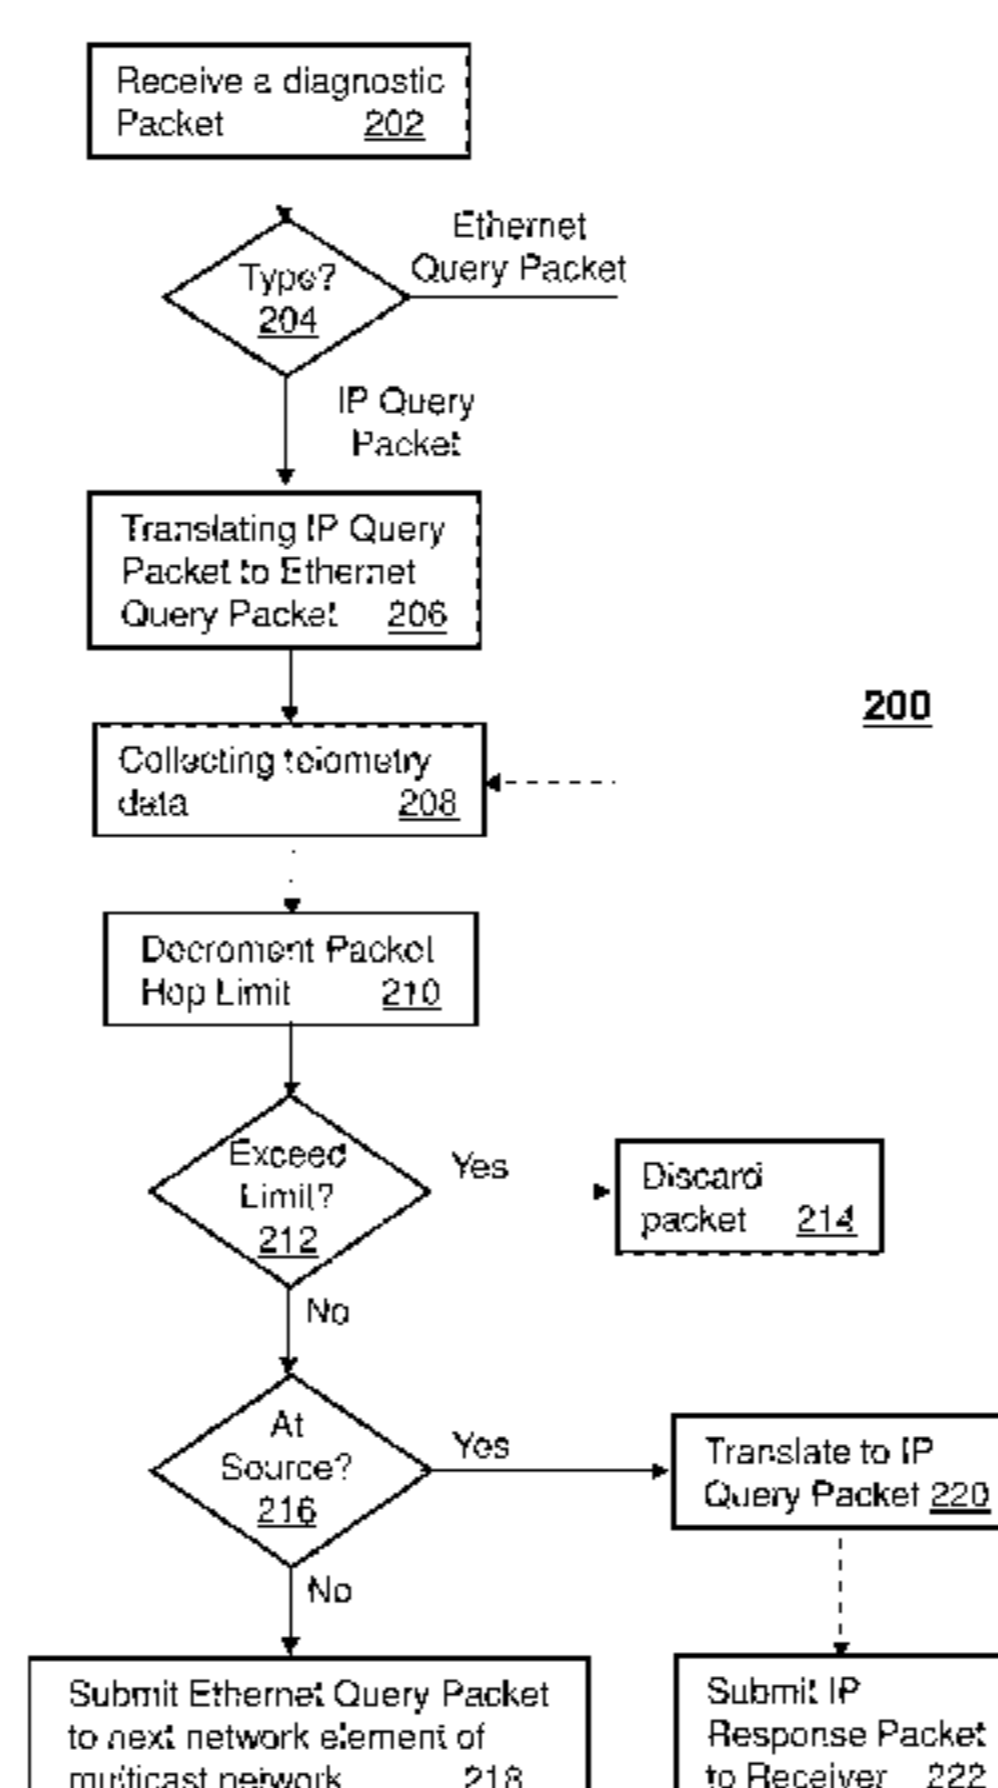 Receive a diagnostic
Packet 202
Ethernet
Query Packet
Type?
204
IP Query
Packet
Translating IP Query
Packet to Ethernet
Query Packet 206
200
Collecting telemetry
data 208
Decrement Packet
Hop Limit 210
Exceed
Limit?
212
Yes
Discard
packet 214
No
At
Source?
216
Yes
Translate to IP
Query Packet 220
No
Submit Ethernet Query Packet
to next network element of
multicast network 218
Submit IP
Response Packet
to Receiver 222